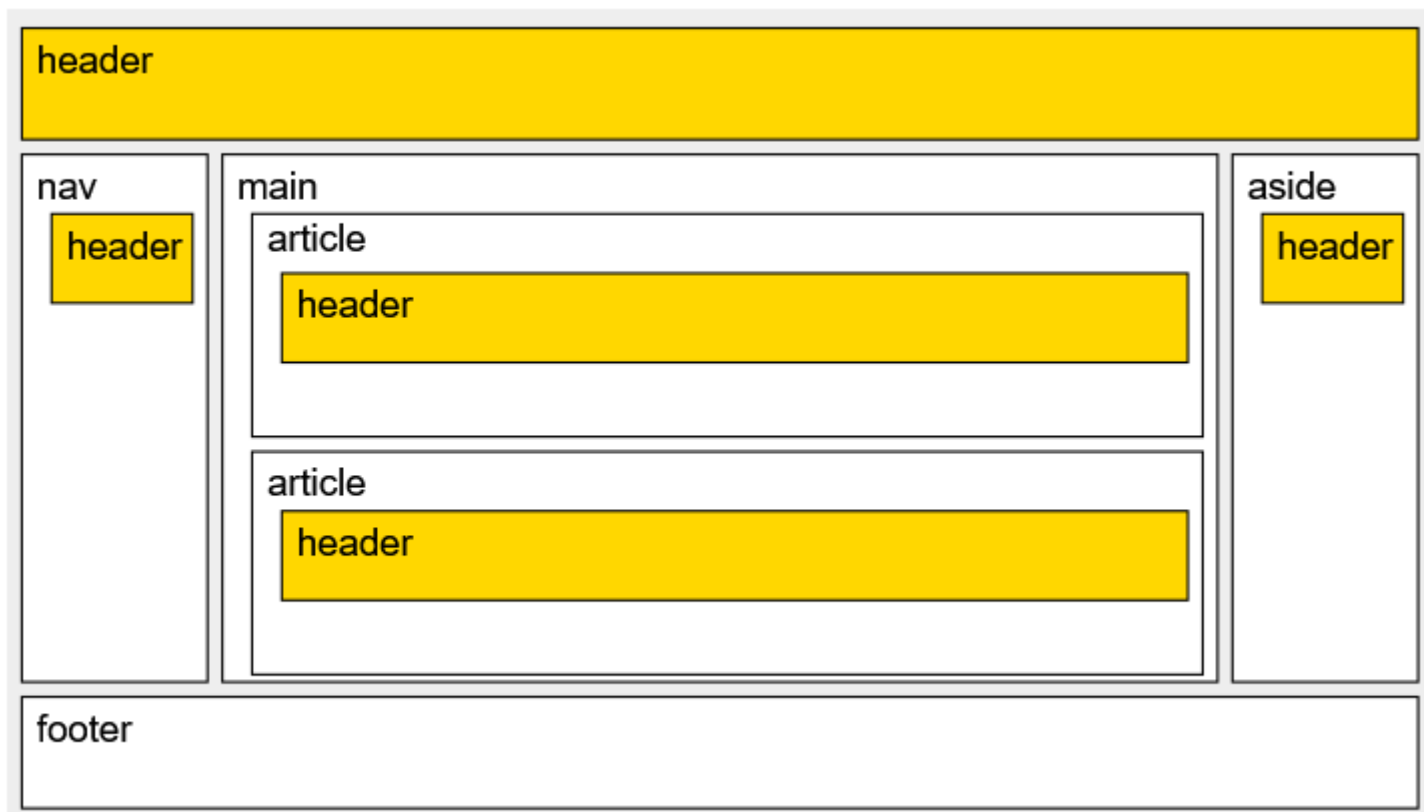 header
nav
header
main
article
header
article
header
aside
header
footer